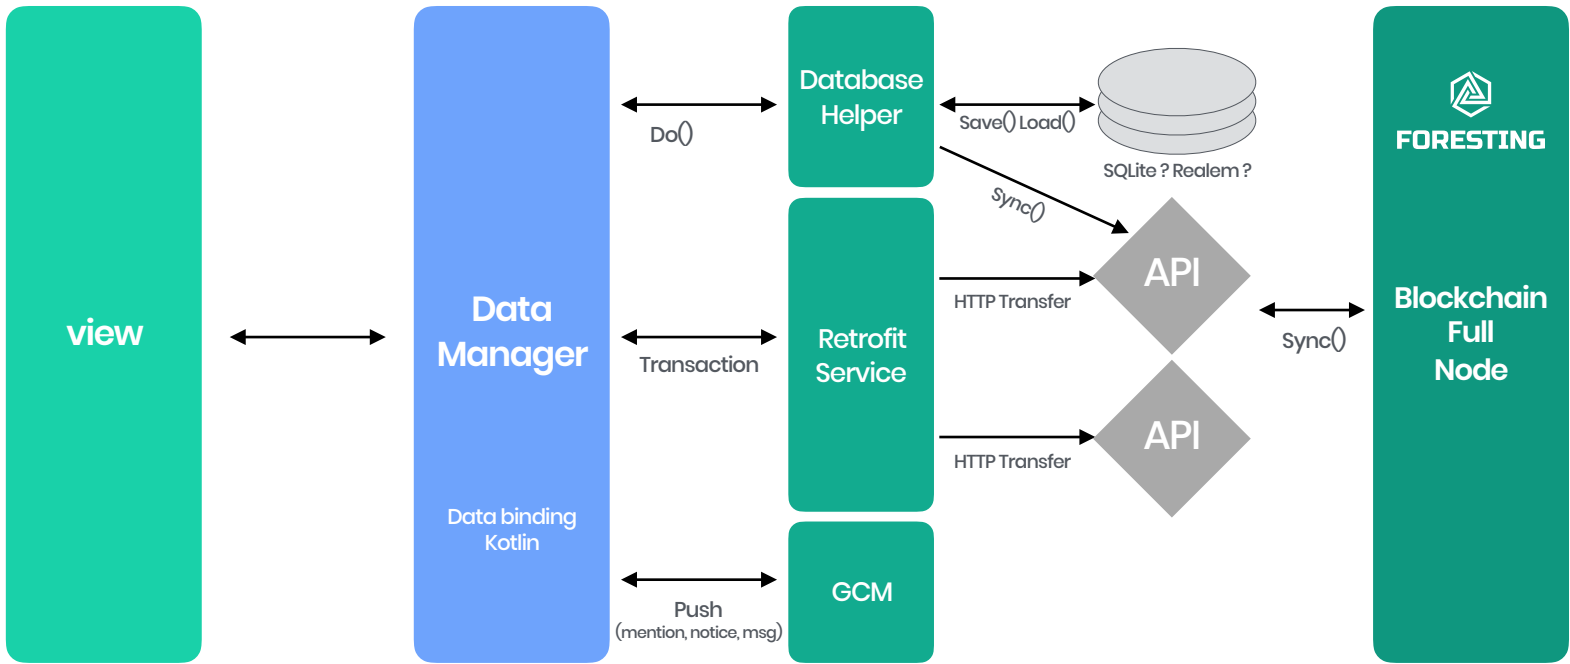 view
Data
Manager
Data binding
Kotlin
Do()
Transaction
Push
(mention, notice, msg)
Database
Helper
Retrofit
Service
GCM
Save() Load()
Sync()
HTTP Transfer
HTTP Transfer
SQLite ? Realem ?
API
API
Sync()
FORESTING
Blockchain
Full
Node